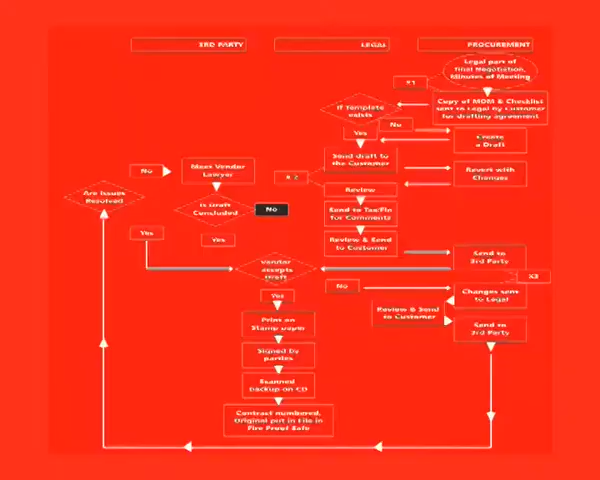 3RD PARTY
LEGAL
PROCUREMENT
Legal part of
final Negotiation,
Minutes of Meeting
X1
If Template
exists
Copy of MOM & Checklist
sent to Legal by Customer
for drafting agreement
No
Yes
Create
a Draft
Send draft to
the Customer
No
Meet Vendor
Lawyer
X 2
Revert with
Changes
Review
Are Issues
Resolved
Is Draft
Concluded
No
Send to Tax/Fin
for Comments
Yes
Yes
Review & Send
to Customer
Send to
3rd Party
Vendor
accepts
Draft
X3
No
Yes
Changes sent
to Legal
Review & Send
to Customer
Print on
Stamp paper
Send to
3rd Party
Signed by
parties
Scanned
backup on CD
Contract numbered,
Original put in File in
Fire Proof Safe